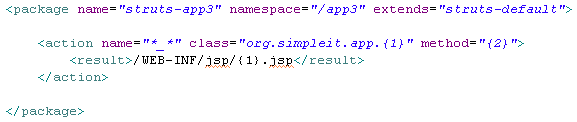 <package name="struts-app3" namespace="/app3" extends="struts-default">
<action name="*_*" class="org.simpleit.app.{1}" method="{2}">
<result>/WEB-INF/jsp/{1}.jsp</result>
</action>
</package>